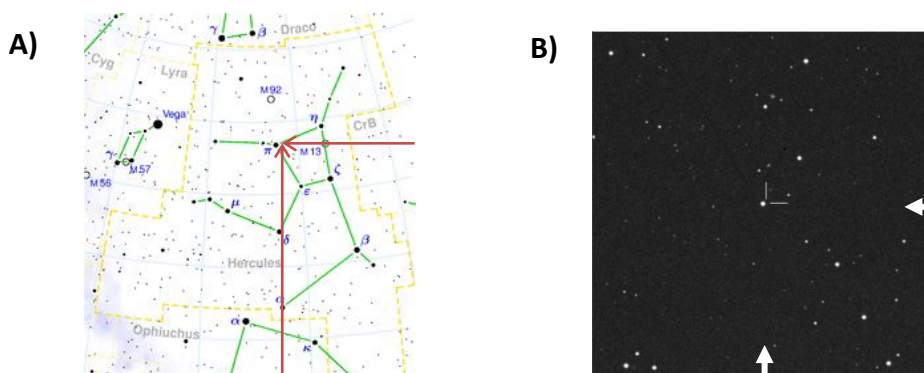 A)
B)
γ
β
Draco
Cyg
Lyra
M92
Vega
η
CrB
π
M13
γ
M57
M56
ζ
ε
μ
δ
β
Hercules
α
Ophiuchus
α
κ